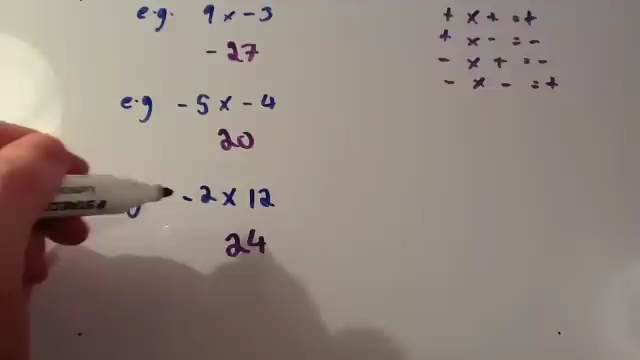 e.g. 9 x -3
-27
e.g -5 x -4
20
-2 x 12
24
+ x + = +
+ x - = -
- x + = -
- x - = +